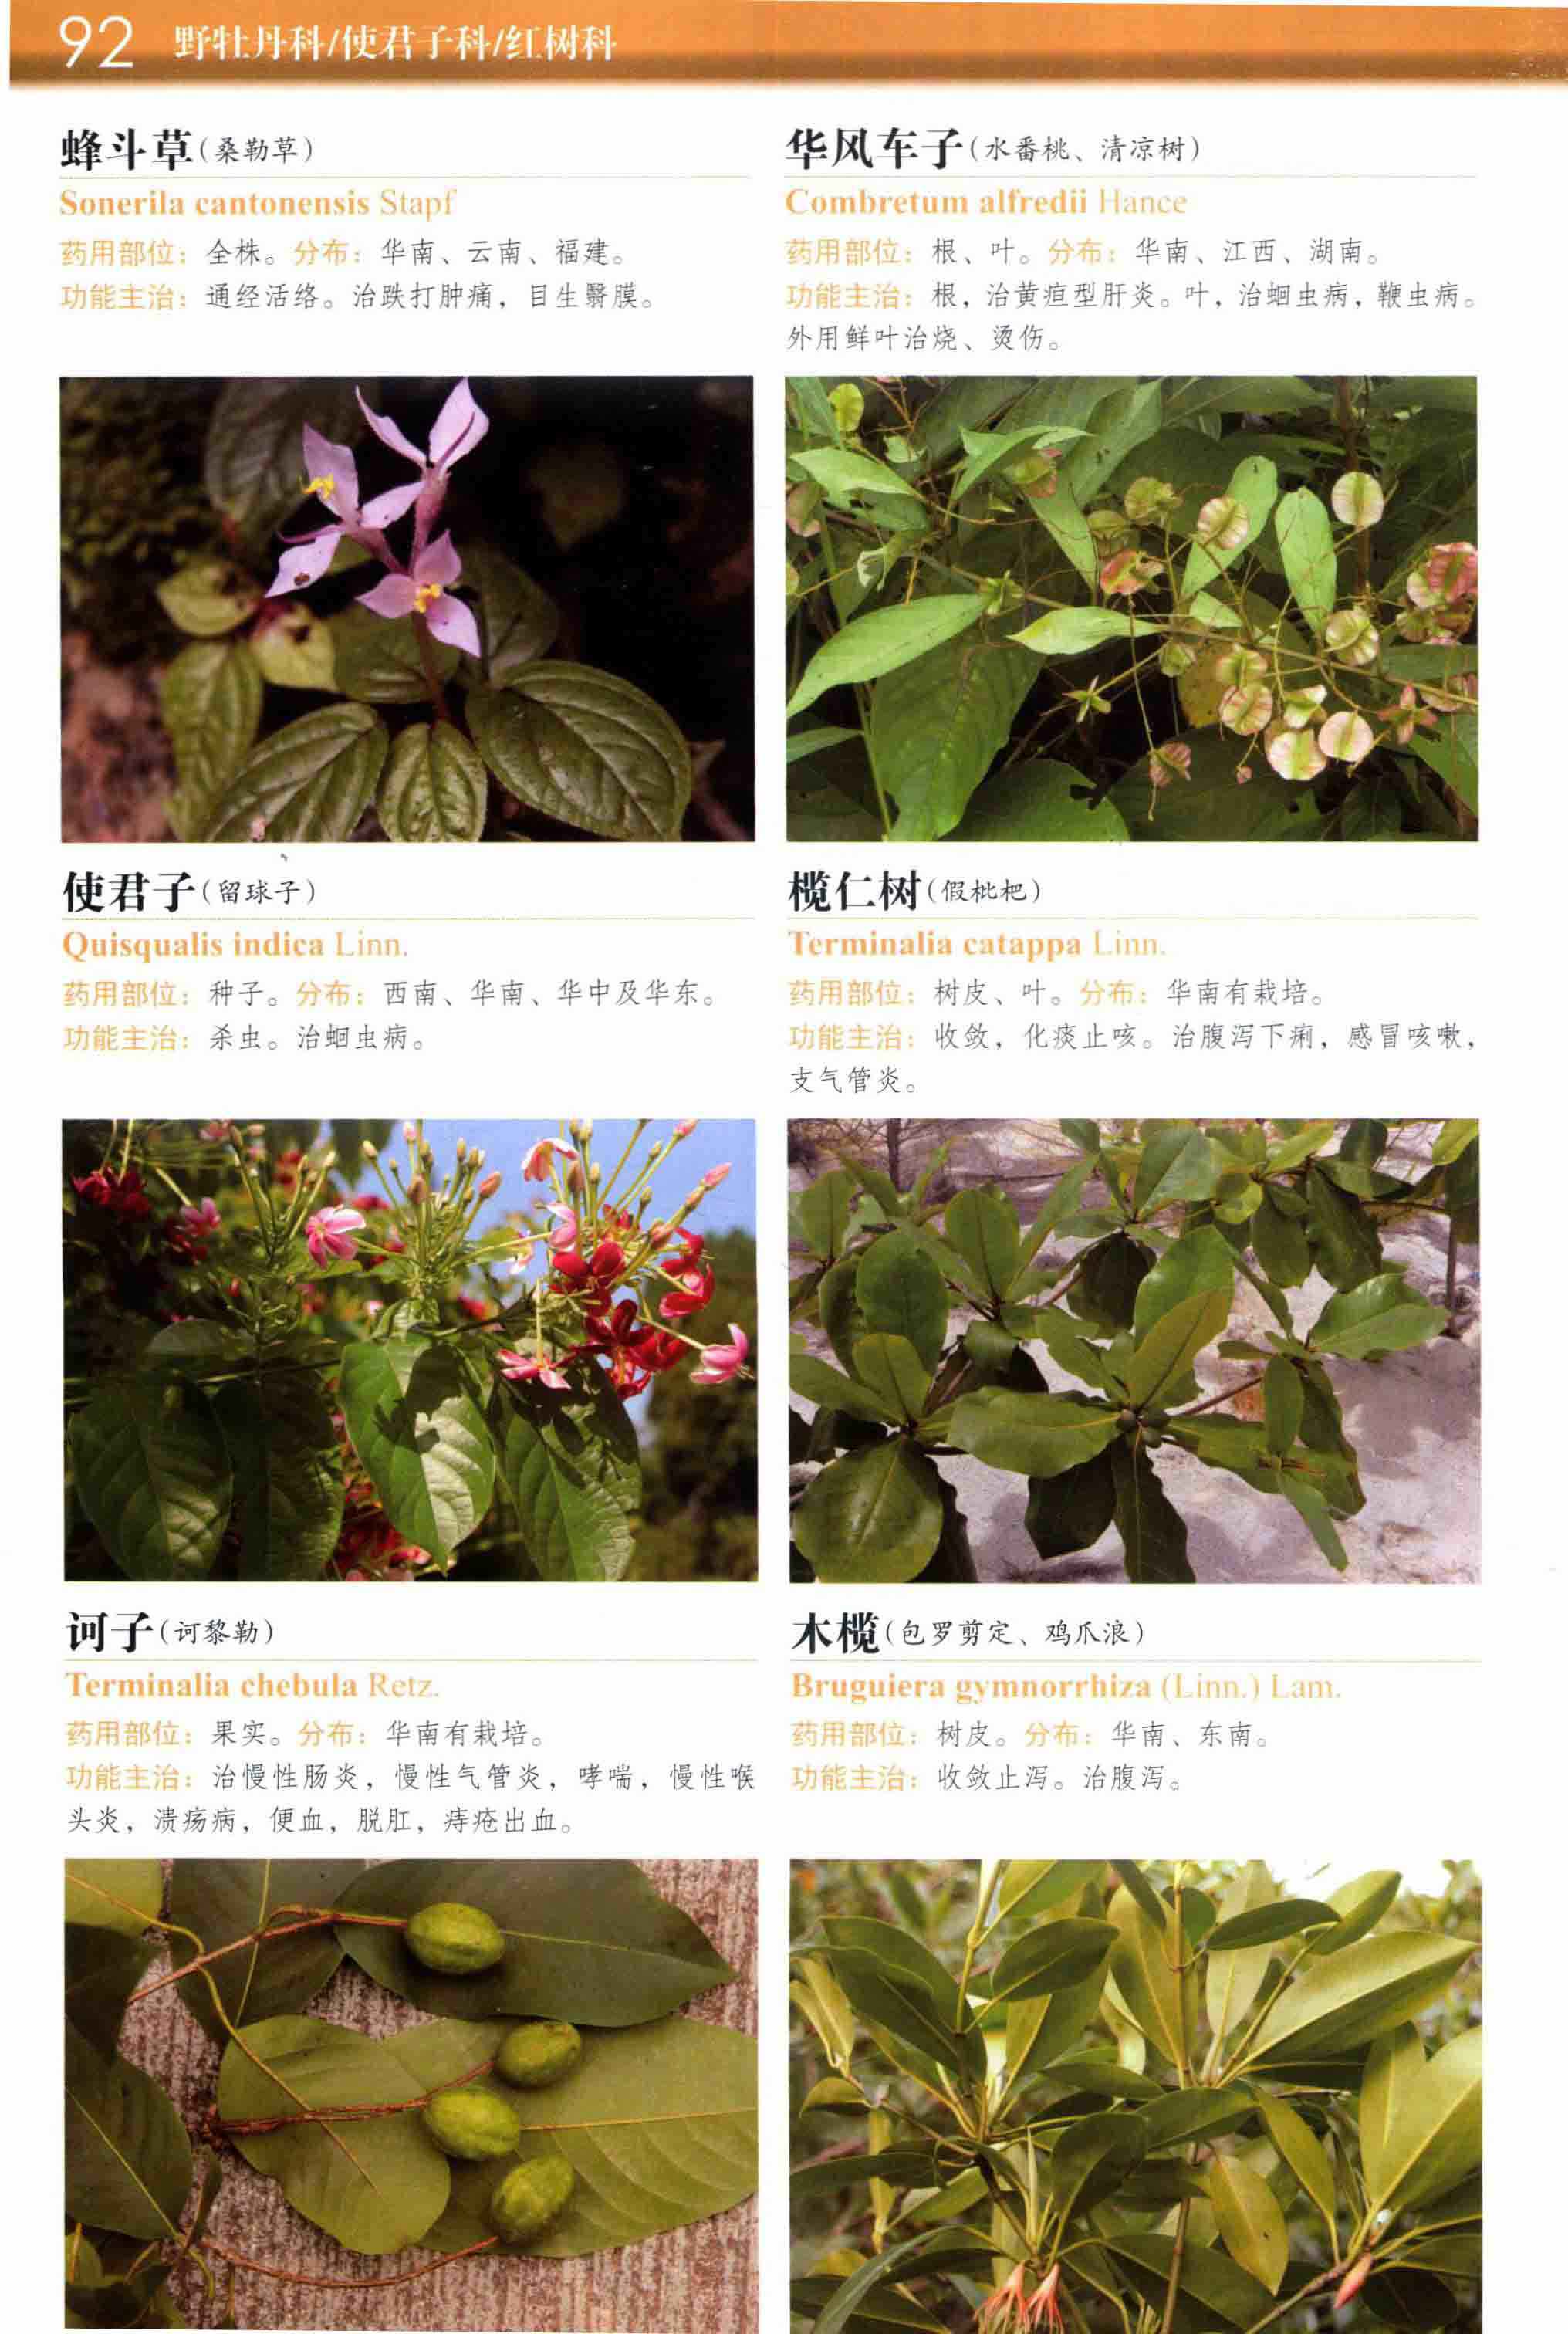 92 野牡丹科/使君子科/红树科
蜂斗草（桑勒草）
Sonerila cantonensis Stapf
药用部位：全株。分布：华南、云南、福建。
功能主治：通经活络。治跌打肿痛，目生翳膜。
华风车子（水番桃、清凉树）
Combretum alfredii Hance
药用部位：根、叶。分布：华南、江西、湖南。
功能主治：根，治黄疸型肝炎。叶，治蛔虫病，鞭虫病。
外用鲜叶治烧、烫伤。
使君子（留球子）
Quisqualis indica Linn.
药用部位：种子。分布：西南、华南、华中及华东。
功能主治：杀虫。治蛔虫病。
榄仁树（假枇杷）
Terminalia catappa Linn.
药用部位：树皮、叶。分布：华南有栽培。
功能主治：收敛，化痰止咳。治腹泻下痢，感冒咳嗽，
支气管炎。
诃子（诃黎勒）
Terminalia chebula Retz.
药用部位：果实。分布：华南有栽培。
功能主治：治慢性肠炎，慢性气管炎，哮喘，慢性喉
头炎，溃疡病，便血，脱肛，痔疮出血。
木榄（包罗剪定、鸡爪浪）
Bruguiera gymnorrhiza (Linn.) Lam.
药用部位：树皮。分布：华南、东南。
功能主治：收敛止泻。治腹泻。